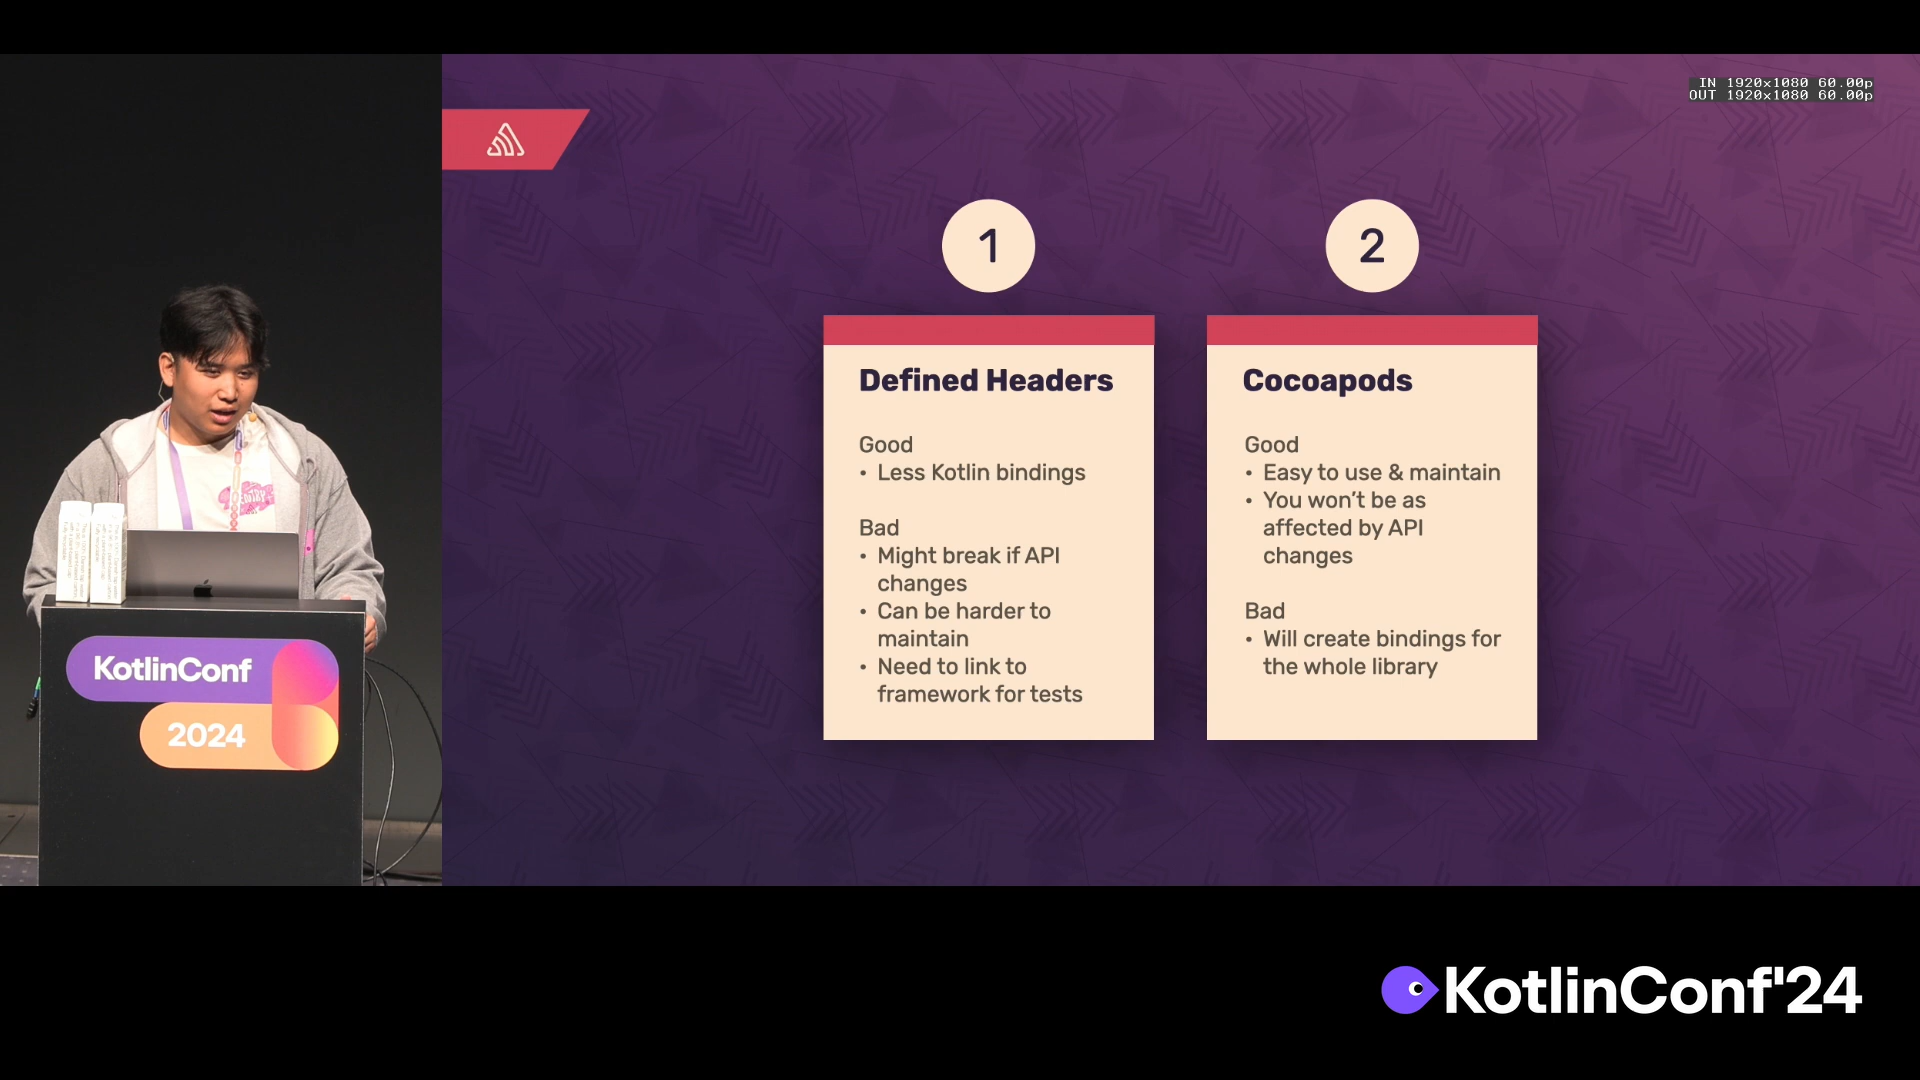 IN 1920x1080 60.00p
OUT 1920x1080 60.00p
1
Defined Headers
Good
• Less Kotlin bindings
Bad
• Might break if API
changes
• Can be harder to
maintain
• Need to link to
framework for tests
2
Cocoapods
Good
• Easy to use & maintain
• You won't be as
affected by API
changes
Bad
• Will create bindings for
the whole library
KotlinConf
2024
KotlinConf'24